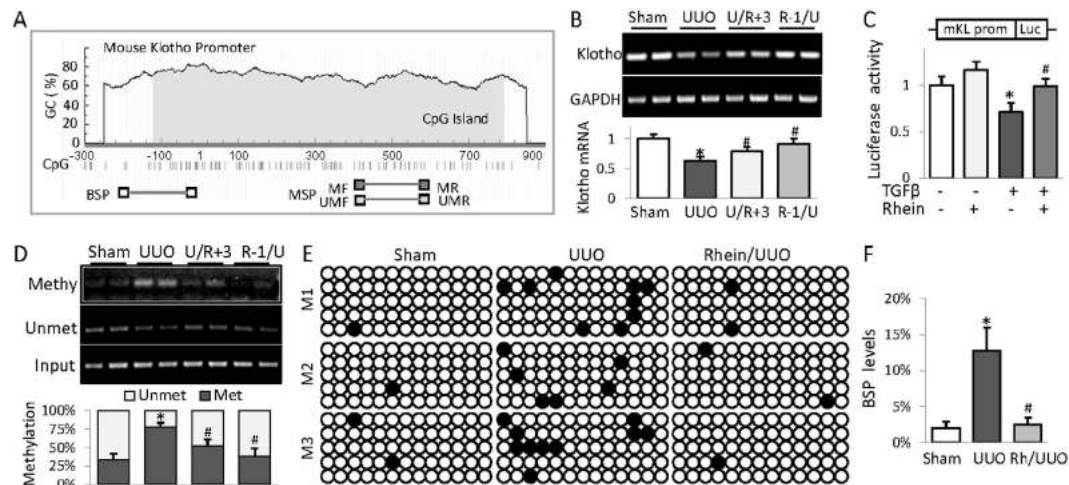 A
Mouse Klotho Promoter
GC (%)
80
60
40
20
0
CpG Island
-300 -100 0 100 300 500 700 900
CpG
BSP
MSP
MF MR
UMF UMR
B
Sham UUO U/R+3 R-1/U
Klotho
GAPDH
Klotho mRNA
1
0.5
0
* # #
Sham UUO U/R+3 R-1/U
C
mKL prom Luc
Luciferase activity
1
0.5
0
* #
TGFβ - - + +
Rhein - + - +
D
Sham UUO U/R+3 R-1/U
Methy
Unmet
Input
Unmet Met
Methylation
100%
75%
50%
25%
0%
* # #
E
Sham UUO Rhein/UUO
M1
M2
M3
F
BSP levels
20%
15%
10%
5%
0%
* #
Sham UUO Rh/UUO